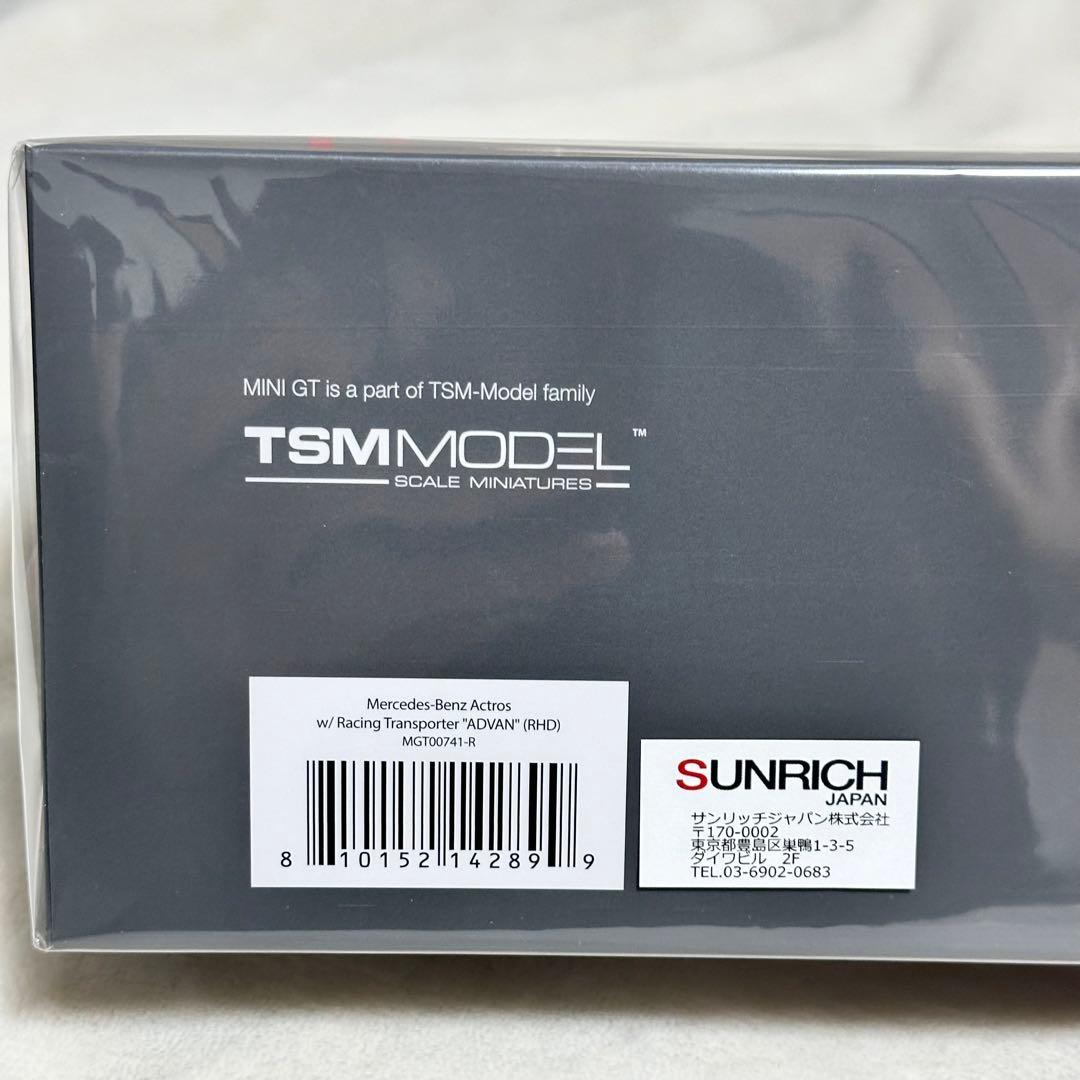 MINI GT is a part of TSM-Model family
TSMMODEL™
SCALE MINIATURES
Mercedes-Benz Actros
w/ Racing Transporter "ADVAN" (RHD)
MGT00741-R
8 10152 14289 9
SUNRICH
JAPAN
サンリッチジャパン株式会社
〒170-0002
東京都豊島区巣鴨1-3-5
ダイワビル 2F
TEL.03-6902-0683